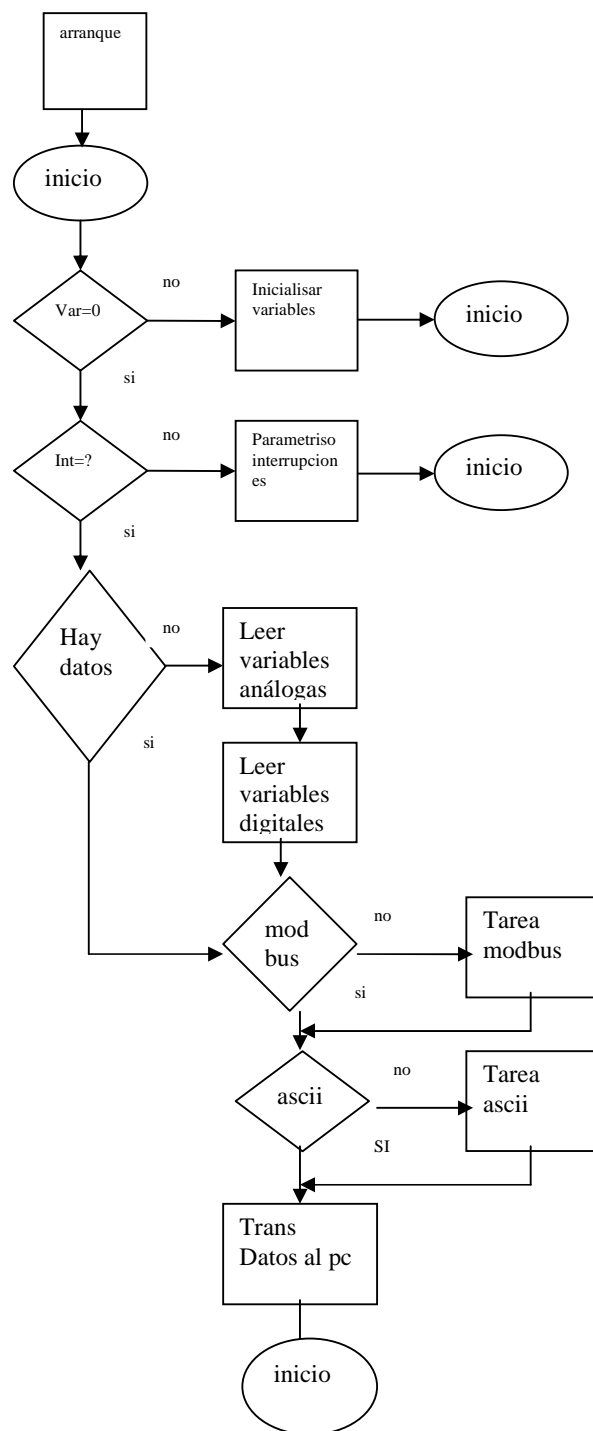 arranque
inicio
no
Var=0
Inicialisar
variables
inicio
si
no
Int=?
Parametriso
interrupcion
es
inicio
si
Hay
datos
no
Leer
variables
análogas
si
Leer
variables
digitales
mod
bus
no
Tarea
modbus
si
ascii
no
Tarea
ascii
SI
Trans
Datos al pc
inicio